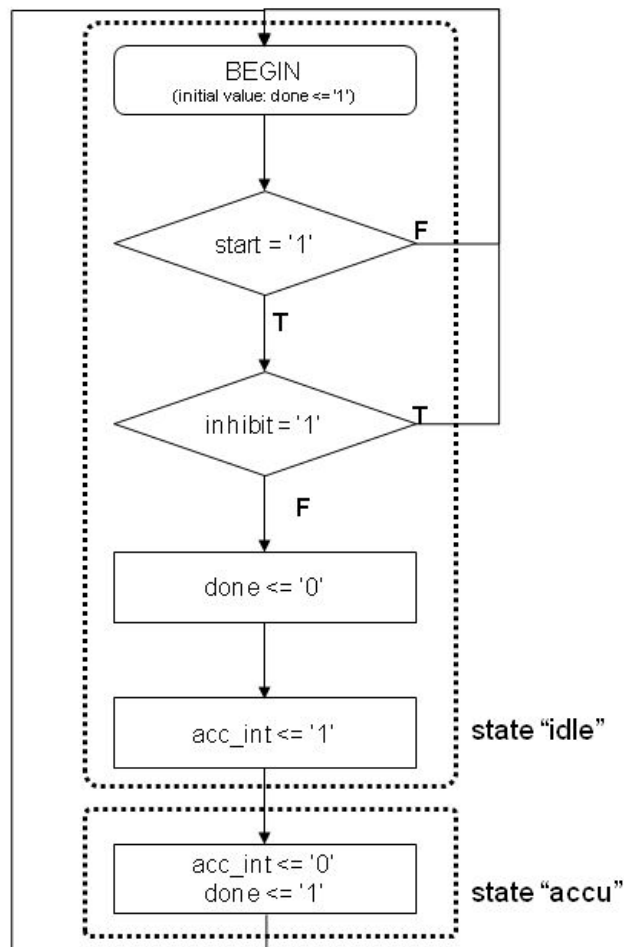 BEGIN
(initial value: done <= '1')
start = '1'
F
T
inhibit = '1'
T
F
done <= '0'
acc_int <= '1'
state “idle”
acc_int <= '0'
done <= '1'
state “accu”